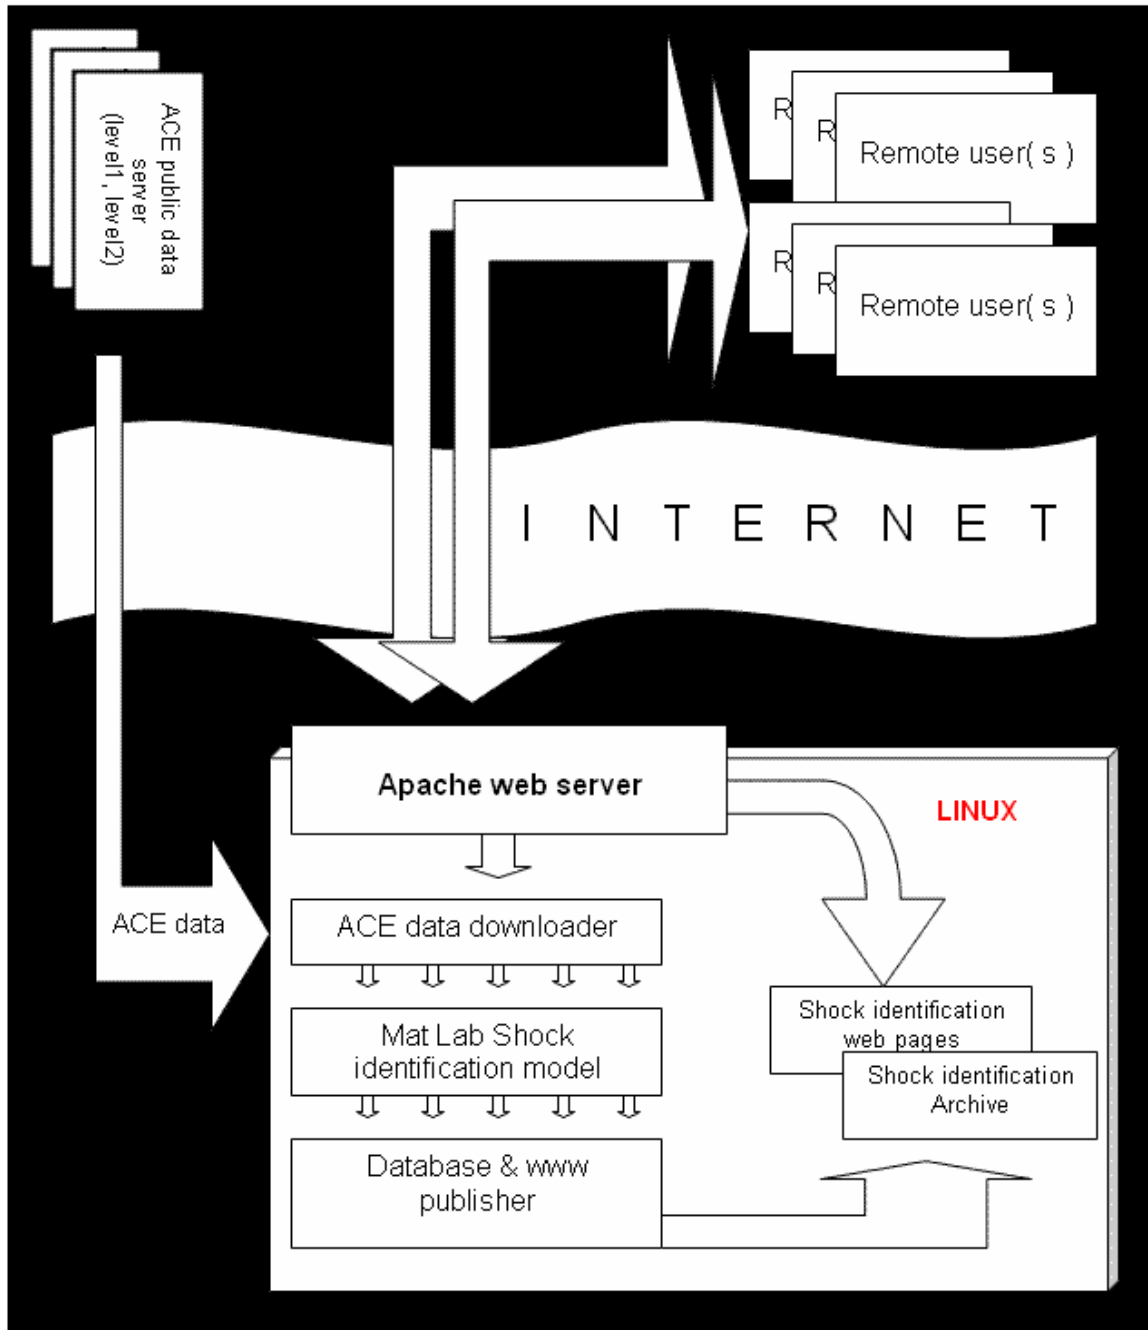 ACE public data
server
(level1, level2)
R
R
Remote user( s )
R
R
Remote user( s )
I N T E R N E T
Apache web server
LINUX
ACE data
ACE data downloader
Mat Lab Shock
identification model
Database & www
publisher
Shock identification
web pages
Shock identification
Archive